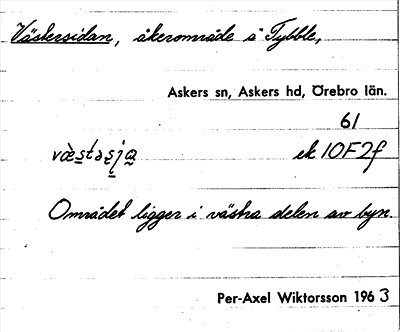 Västersidan, åkerområde å Tybble,
Askers sn, Askers hd, Örebro län.
61
ek 10F2f
Området ligger i västra delen av byn.
Per-Axel Wiktorsson 1963